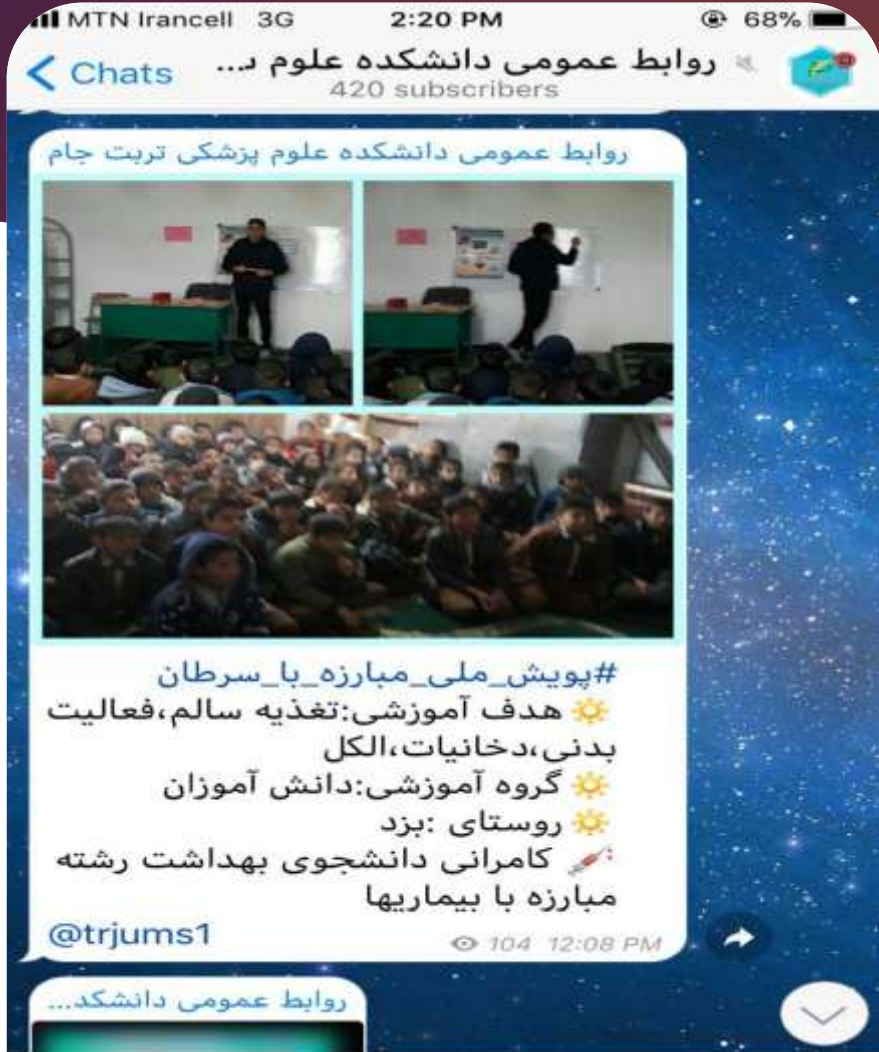 MTN Irancell 3G 2:20 PM 68%
Chats روابط عمومی دانشکده علوم پ...
420 subscribers
روابط عمومی دانشکده علوم پزشکی تربت جام
#پویش_ملی_مبارزه_با_سرطان
هدف آموزشی:تغذیه سالم،فعالیت
بدنی،دخانیات،الکل
گروه آموزشی:دانش آموزان
روستای :بزد
کامرانی دانشجوی بهداشت رشته
مبارزه با بیماریها
@trjums1 104 12:08 PM
روابط عمومی دانشکد...